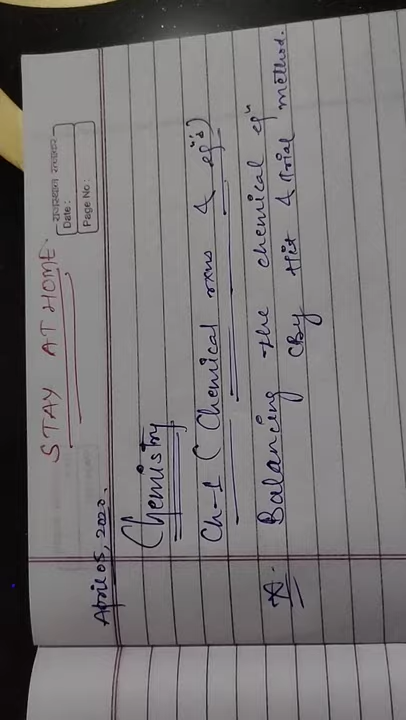 STAY AT HOME.
Date :
Page No :
April 05, 2020.
Chemistry
Ch-1 (Chemical rxns & eqn's)
A. Balancing the chemical eqn
(By Hit & Trial method.